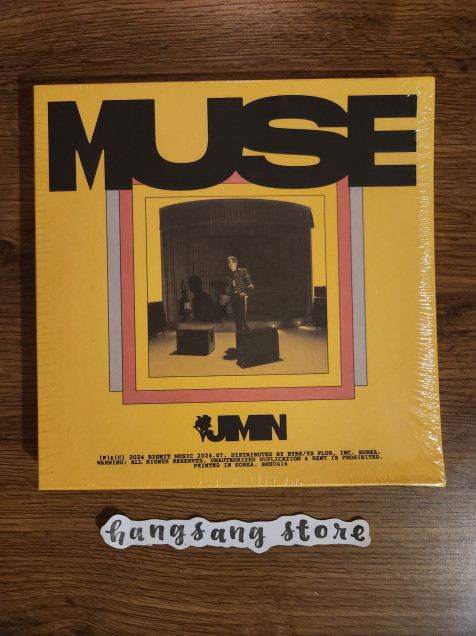 MUSE
JIMIN
(P)&(C) 2024 BIGHIT MUSIC 2024.07. DISTRIBUTED BY HYBE/YG PLUS, INC. KOREA.
WARNING: ALL RIGHTS RESERVED. UNAUTHORIZED DUPLICATION & RENT IS PROHIBITED.
PRINTED IN KOREA. BHE0416
hangsang store